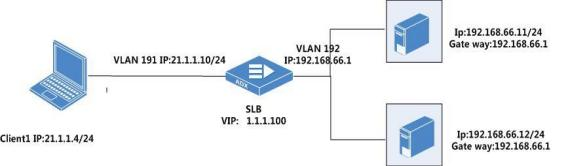 Ip:192.168.66.11/24
Gate way:192.168.66.1
VLAN 191 IP:21.1.1.10/24
VLAN 192
IP:192.168.66.1
ADX
SLB
VIP: 1.1.1.100
Client1 IP:21.1.1.4/24
Ip:192.168.66.12/24
Gate way:192.168.66.1